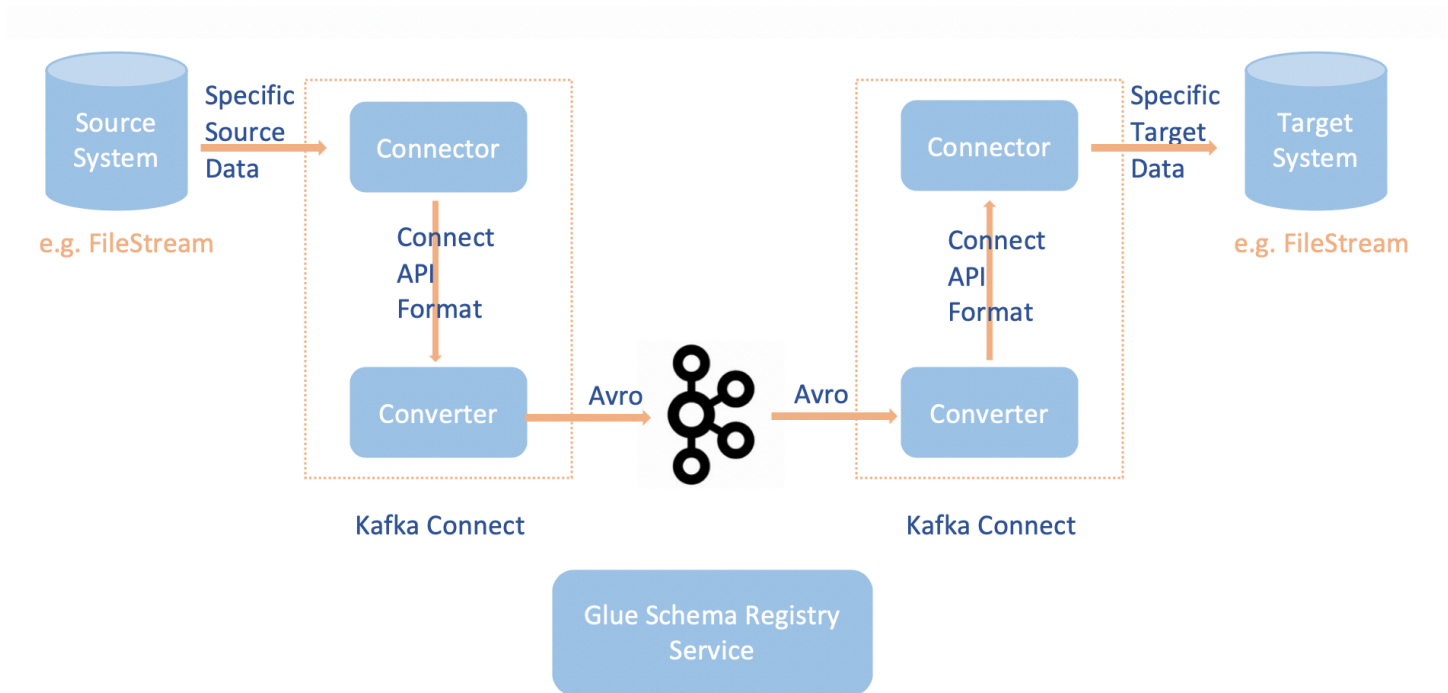 Source
System
e.g. FileStream
Specific
Source
Data
Connector
Connect
API
Format
Converter
Kafka Connect
Avro
Avro
Connector
Connect
API
Format
Converter
Kafka Connect
Specific
Target
Data
Target
System
e.g. FileStream
Glue Schema Registry
Service